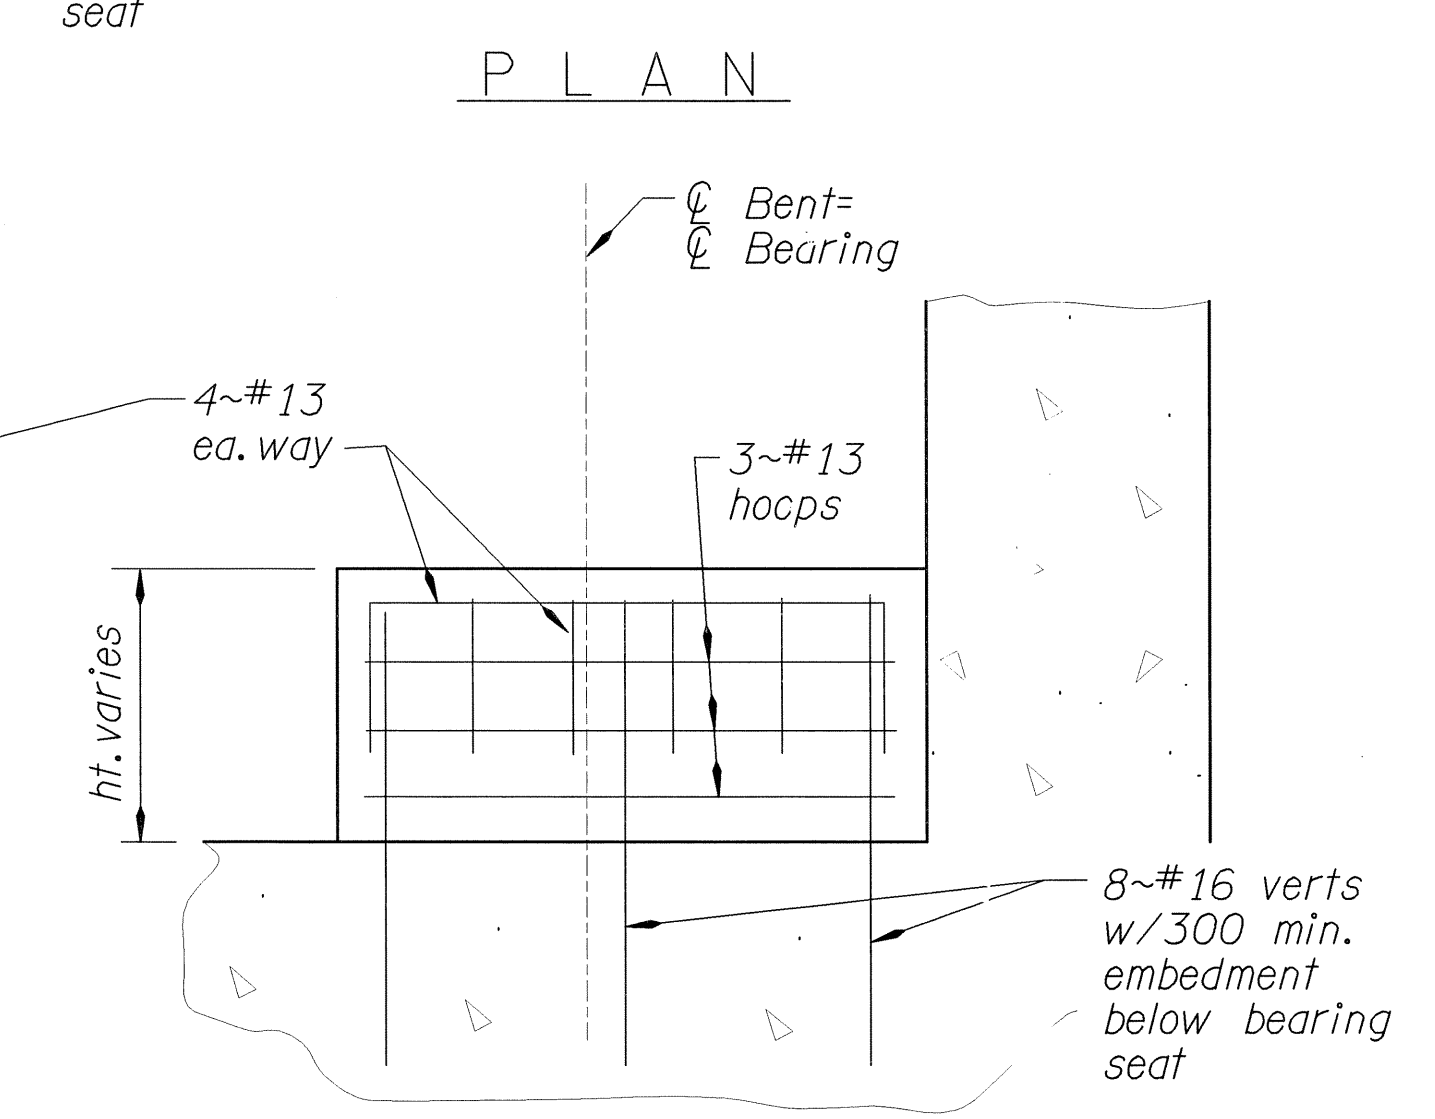 seat
PLAN
℄ Bent=
℄ Bearing
4~#13
ea. way
3~#13
hocps
ht. varies
8~#16 verts
w/300 min.
embedment
below bearing
seat